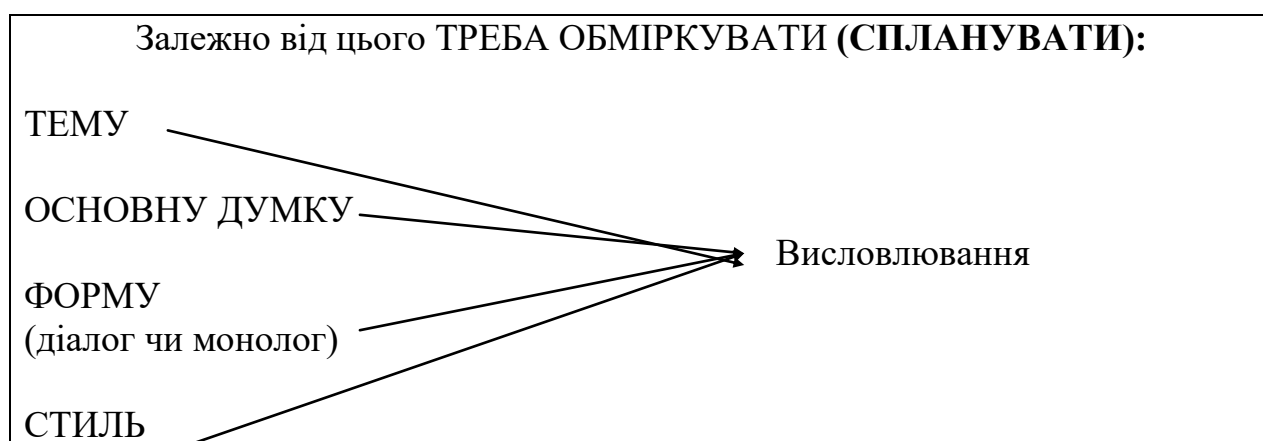 Залежно від цього ТРЕБА ОБМІРКУВАТИ (СПЛАНУВАТИ):
ТЕМУ
ОСНОВНУ ДУМКУ
Висловлювання
ФОРМУ
(діалог чи монолог)
СТИЛЬ